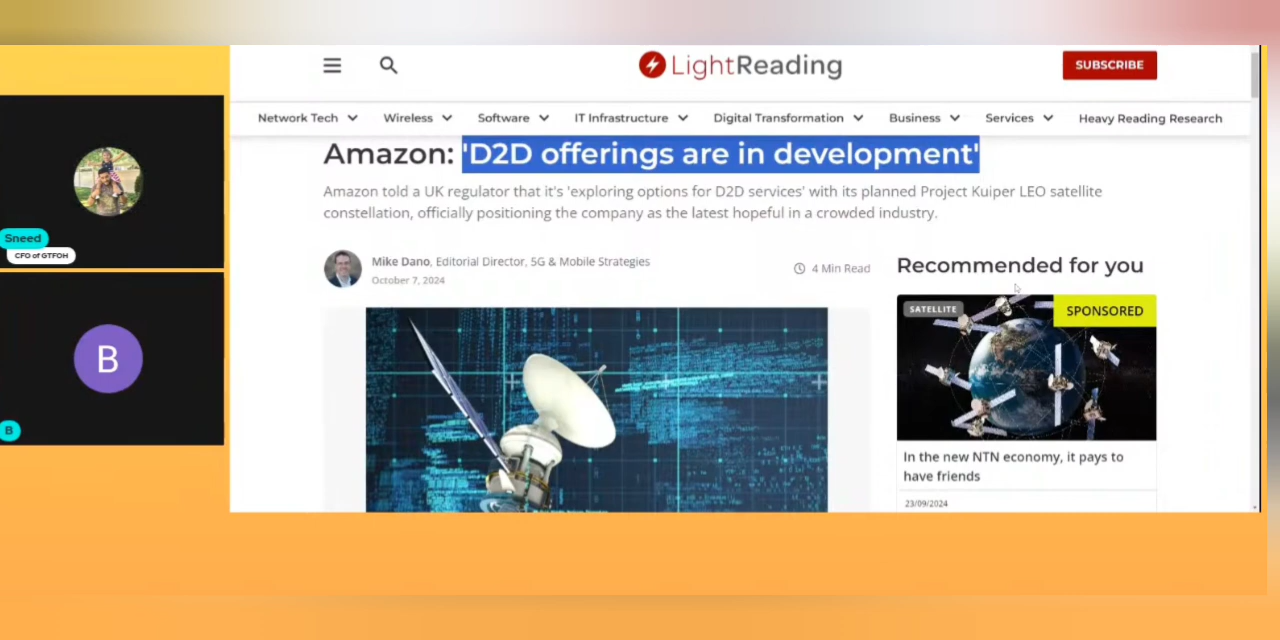 LightReading
SUBSCRIBE
Network Tech
Wireless
Software
IT Infrastructure
Digital Transformation
Business
Services
Heavy Reading Research
Amazon: 'D2D offerings are in development'
Amazon told a UK regulator that it's 'exploring options for D2D services' with its planned Project Kuiper LEO satellite
constellation, officially positioning the company as the latest hopeful in a crowded industry.
Mike Dano, Editorial Director, 5G & Mobile Strategies
October 7, 2024
4 Min Read
Recommended for you
SATELLITE
SPONSORED
In the new NTN economy, it pays to
have friends
23/09/2024
Sneed
CFO of GTFOH
B
B